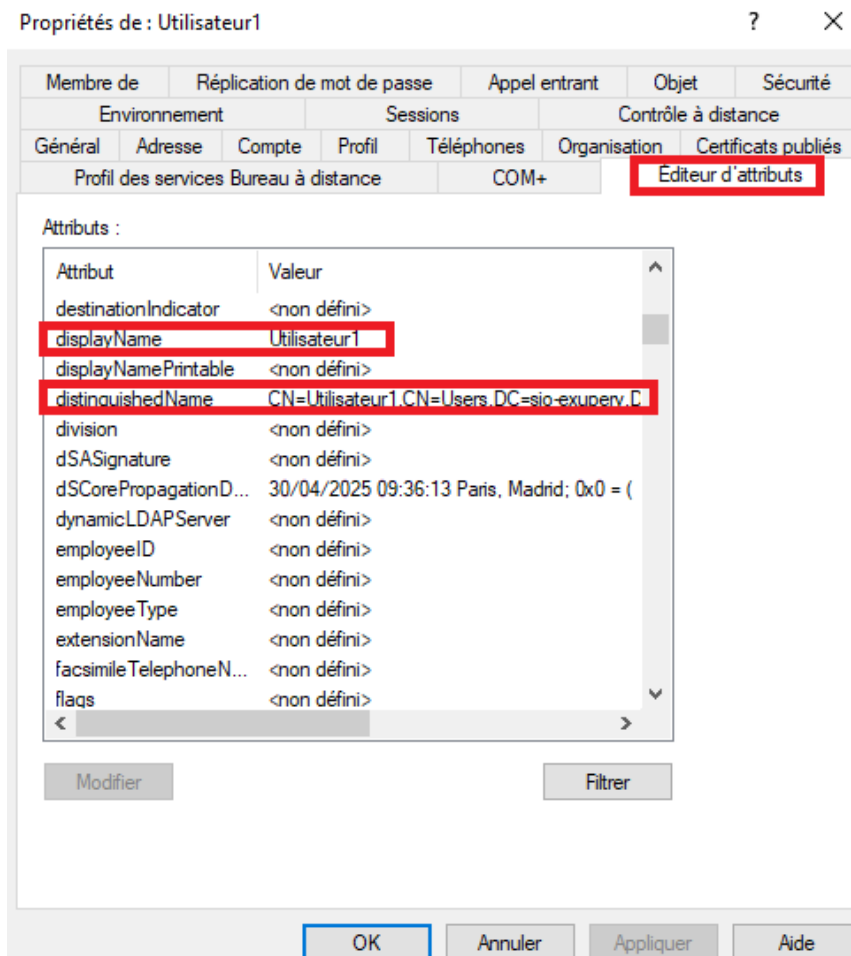 Propriétés de : Utilisateur1 ? ×
Membre de Réplication de mot de passe Appel entrant Objet Sécurité
Environnement Sessions Contrôle à distance
Général Adresse Compte Profil Téléphones Organisation Certificats publiés
Profil des services Bureau à distance COM+ Éditeur d'attributs
Attributs :
Attribut Valeur
destinationIndicator <non défini>
displayName Utilisateur1
displayNamePrintable <non défini>
distinguishedName CN=Utilisateur1,CN=Users,DC=sio-exupery,D
division <non défini>
dSASignature <non défini>
dSCorePropagationD... 30/04/2025 09:36:13 Paris, Madrid; 0x0 = (
dynamicLDAPServer <non défini>
employeeID <non défini>
employeeNumber <non défini>
employeeType <non défini>
extensionName <non défini>
facsimileTelephoneN... <non défini>
flags <non défini>
Modifier Filtrer
OK Annuler Appliquer Aide